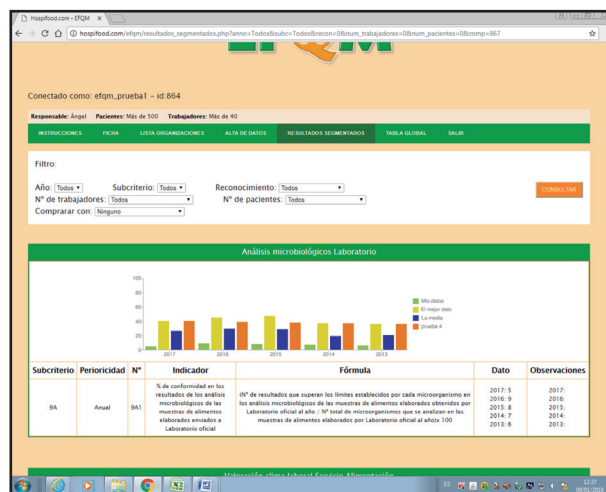 Hospifood.com - EFQM
hospifood.com/efqm/resultados_segmentados.php?anno=Todos&subc=Todos&recon=0&num_trabajadores=0&num_pacientes=0&comp=867
Conectado como: efqm_prueba1 - id:864
Responsable: Ángel Pacientes: Más de 500 Trabajadores: Más de 40
INSTRUCCIONES FICHA LISTA ORGANIZACIONES ALTA DE DATOS RESULTADOS SEGMENTADOS TABLA GLOBAL SALIR
Filtro:
Año: Todos Subcriterio: Todos Reconocimiento: Todos
CONSULTAR
Nº de trabajadores: Todos Nº de pacientes: Todos
Comprarar con: Ninguno
Análisis microbiológicos Laboratorio
100
80
60
40
20
0
2017 2016 2015 2014 2013
Mis datos
El mejor dato
La media
prueba 4
Subcriterio Perioricidad Nº Indicador Fórmula Dato Observaciones
9A Anual 9A1
% de conformidad en los
resultados de los análisis
microbiológicos de las
muestras de alimentos
elaborados enviados a
Laboratorio oficial
(Nº de resultados que superan los límites establecidos por cada microorganismo en
los análisis microbiológicos de las muestras de alimentos elaborados obtenidos por
Laboratorio oficial al año / Nº total de microorganismos que se analizan en las
muestras de alimentos elaborados por Laboratorio oficial al año)x 100
2017: 5
2016: 9
2015: 8
2014: 7
2013: 6
2017:
2016:
2015:
2014:
2013:
Valoración clima laboral Servicio Alimentación
ES
12:37
09/01/2018